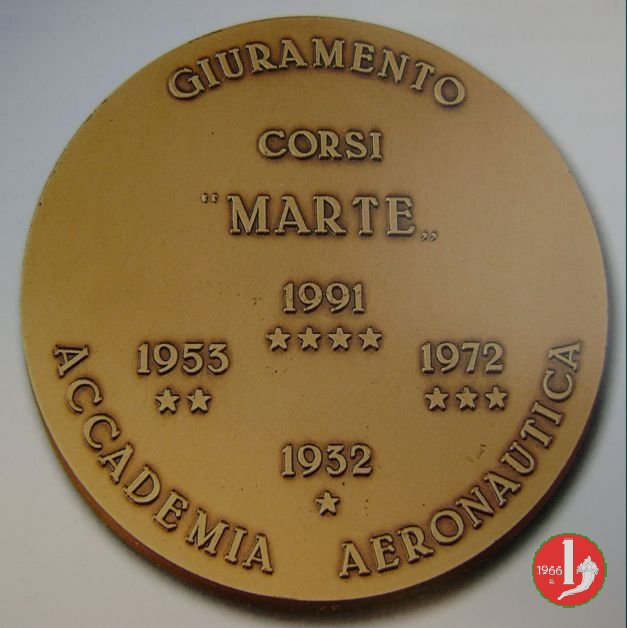 GIURAMENTO
CORSI
"MARTE„
1991
★★★★
1953
★★
1972
★★★
1932
★
ACCADEMIA AERONAUTICA
1966
R